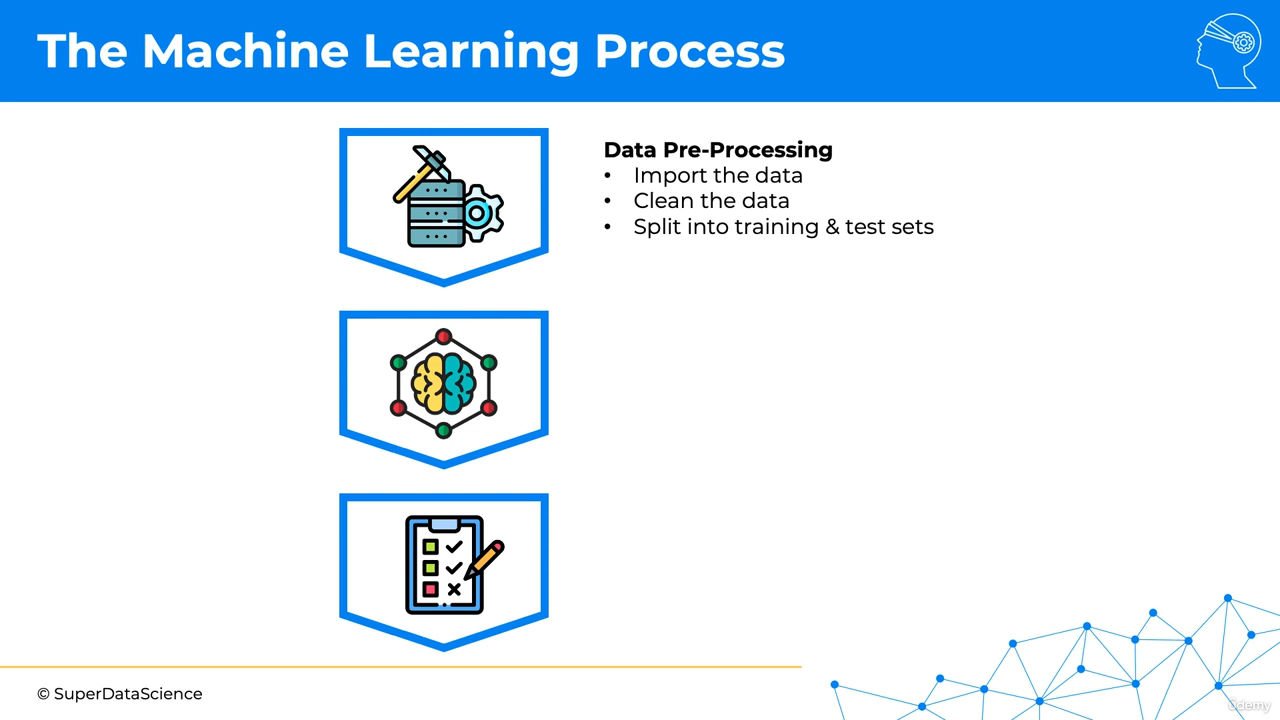 The Machine Learning Process
Data Pre-Processing
• Import the data
• Clean the data
• Split into training & test sets
© SuperDataScience
ûdemy